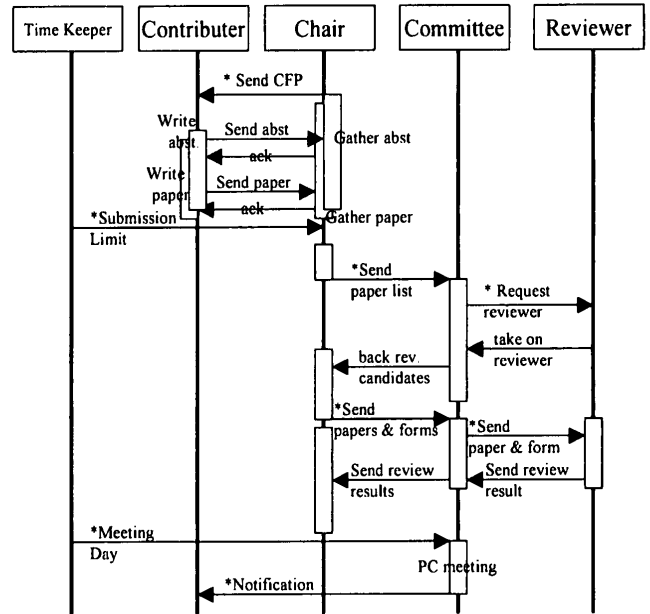 Time Keeper
Contributer
Chair
Committee
Reviewer
* Send CFP
Write
abst.
Send abst
Gather abst
ack
Write
paper
Send paper
ack
Gather paper
*Submission
Limit
*Send
paper list
* Request
reviewer
take on
reviewer
back rev.
candidates
*Send
papers & forms
*Send
paper & form
Send review
results
Send review
result
*Meeting
Day
PC meeting
*Notification